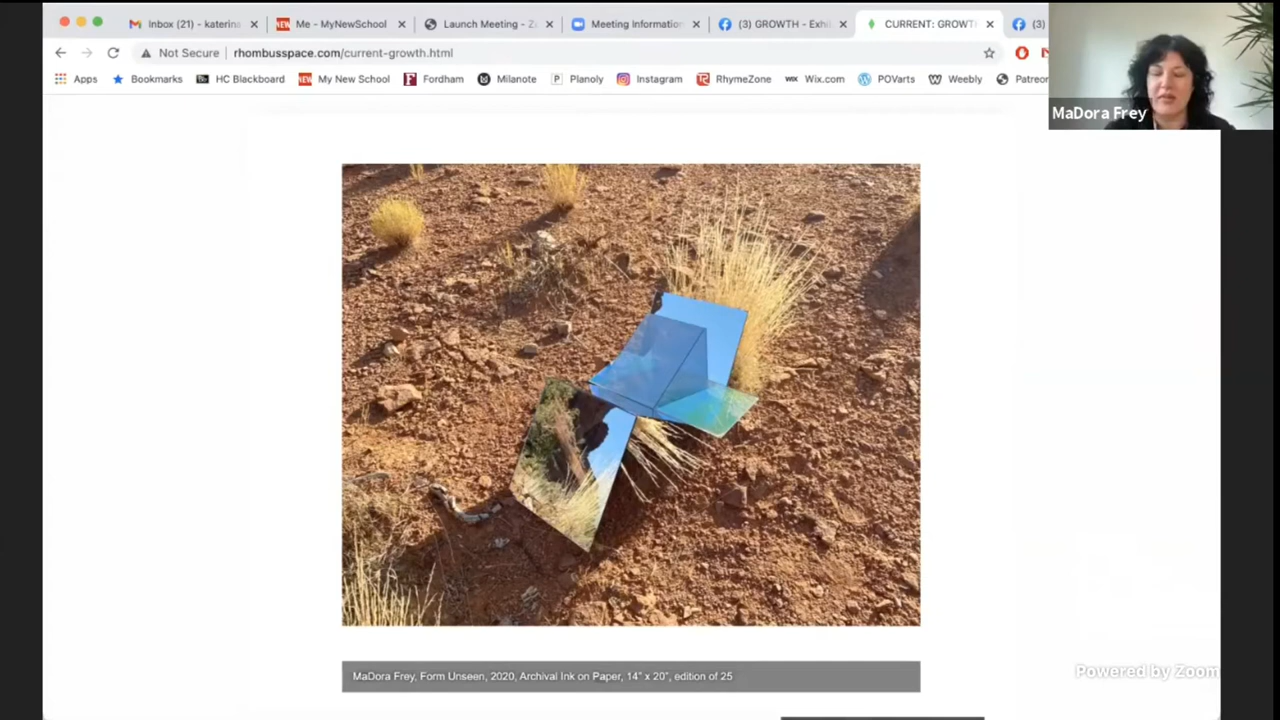 Inbox (21) - katerina
Me - MyNewSchool
Launch Meeting - Z
Meeting Information
(3) GROWTH - Exhi
CURRENT: GROWT
(3)
Not Secure
rhombusspace.com/current-growth.html
Apps
Bookmarks
HC Blackboard
NEW
My New School
Fordham
Milanote
Planoly
Instagram
RhymeZone
WIX
Wix.com
POVarts
Weebly
Patreor
MaDora Frey
MaDora Frey, Form Unseen, 2020, Archival Ink on Paper, 14" x 20", edition of 25
Powered by Zoom